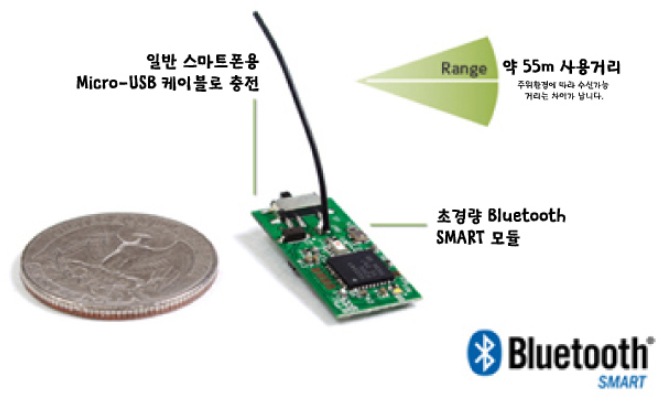 일반 스마트폰용
Micro-USB 케이블로 충전
Range
약 55m 사용거리
주위환경에 따라 수신가능
거리는 차이가 납니다.
초경량 Bluetooth
SMART 모듈
Bluetooth®
SMART